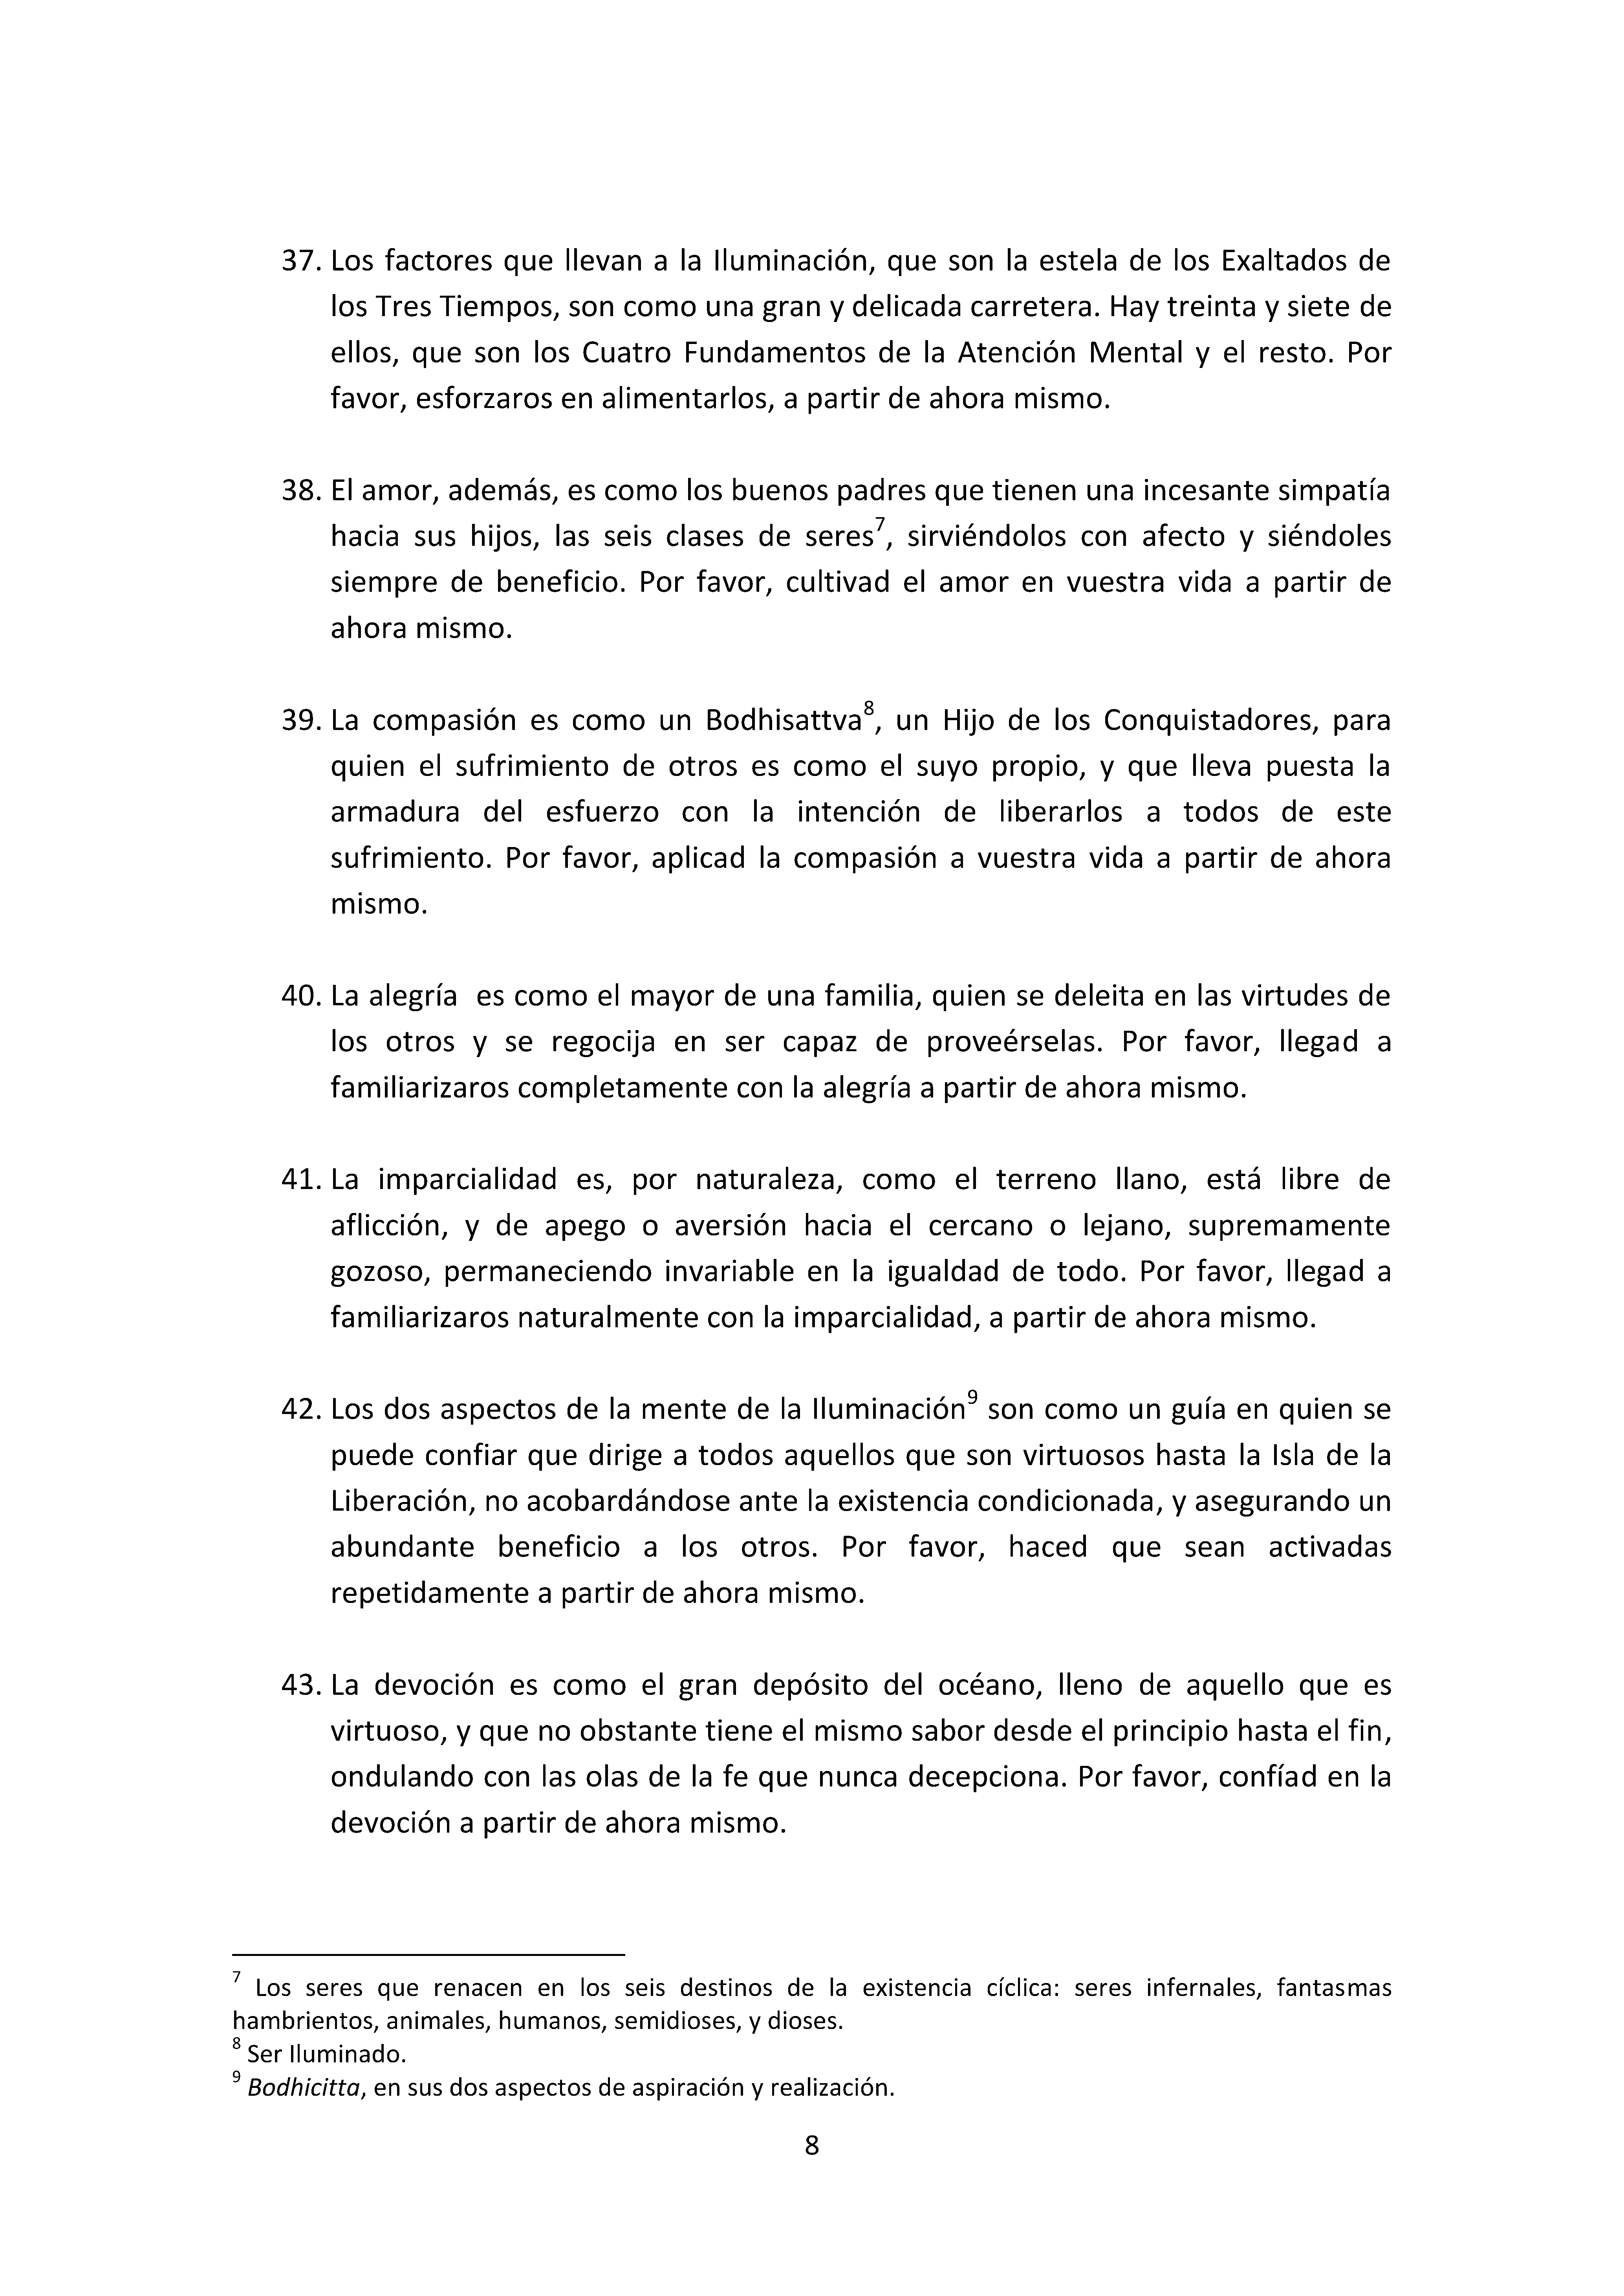 37. Los factores que llevan a la Iluminación, que son la estela de los Exaltados de
los Tres Tiempos, son como una gran y delicada carretera. Hay treinta y siete de
ellos, que son los Cuatro Fundamentos de la Atención Mental y el resto. Por
favor, esforzaros en alimentarlos, a partir de ahora mismo.
38. El amor, además, es como los buenos padres que tienen una incesante simpatía
hacia sus hijos, las seis clases de seres7, sirviéndolos con afecto y siéndoles
siempre de beneficio. Por favor, cultivad el amor en vuestra vida a partir de
ahora mismo.
39. La compasión es como un Bodhisattva8, un Hijo de los Conquistadores, para
quien el sufrimiento de otros es como el suyo propio, y que lleva puesta la
armadura del esfuerzo con la intención de liberarlos a todos de este
sufrimiento. Por favor, aplicad la compasión a vuestra vida a partir de ahora
mismo.
40. La alegría  es como el mayor de una familia, quien se deleita en las virtudes de
los otros y se regocija en ser capaz de proveérselas. Por favor, llegad a
familiarizaros completamente con la alegría a partir de ahora mismo.
41. La imparcialidad es, por naturaleza, como el terreno llano, está libre de
aflicción, y de apego o aversión hacia el cercano o lejano, supremamente
gozoso, permaneciendo invariable en la igualdad de todo. Por favor, llegad a
familiarizaros naturalmente con la imparcialidad, a partir de ahora mismo.
42. Los dos aspectos de la mente de la Iluminación9 son como un guía en quien se
puede confiar que dirige a todos aquellos que son virtuosos hasta la Isla de la
Liberación, no acobardándose ante la existencia condicionada, y asegurando un
abundante beneficio a los otros. Por favor, haced que sean activadas
repetidamente a partir de ahora mismo.
43. La devoción es como el gran depósito del océano, lleno de aquello que es
virtuoso, y que no obstante tiene el mismo sabor desde el principio hasta el fin,
ondulando con las olas de la fe que nunca decepciona. Por favor, confíad en la
devoción a partir de ahora mismo.
7 Los seres que renacen en los seis destinos de la existencia cíclica: seres infernales, fantasmas
hambrientos, animales, humanos, semidioses, y dioses.
8 Ser Iluminado.
9 Bodhicitta, en sus dos aspectos de aspiración y realización.
8